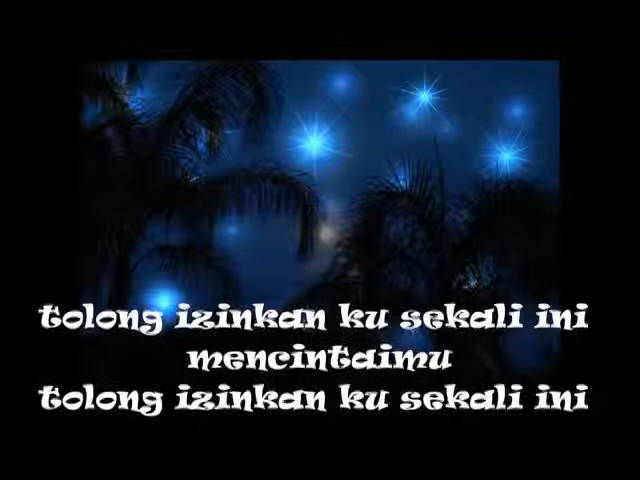 tolong izinkan ku sekali ini
mencintaimu
tolong izinkan ku sekali ini